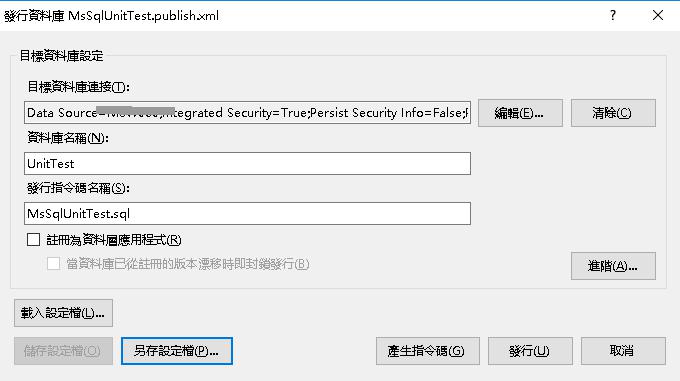 發行資料庫 MsSqlUnitTest.publish.xml
目標資料庫設定
目標資料庫連接(T):
Data Source= ;Integrated Security=True;Persist Security Info=False;
編輯(E)...
清除(C)
資料庫名稱(N):
UnitTest
發行指令碼名稱(S):
MsSqlUnitTest.sql
註冊為資料層應用程式(R)
當資料庫已從註冊的版本漂移時即封鎖發行(B)
進階(A)...
載入設定檔(L)...
儲存設定檔(O)
另存設定檔(P)...
產生指令碼(G)
發行(U)
取消